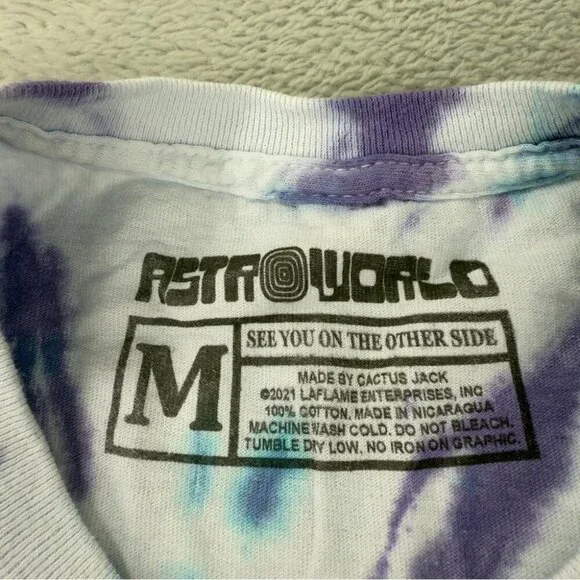 ASTROWORLD
M
SEE YOU ON THE OTHER SIDE
MADE BY CACTUS JACK
©2021 LAFLAME ENTERPRISES, INC
100% COTTON. MADE IN NICARAGUA
MACHINE WASH COLD. DO NOT BLEACH.
TUMBLE DRY LOW. NO IRON ON GRAPHIC.